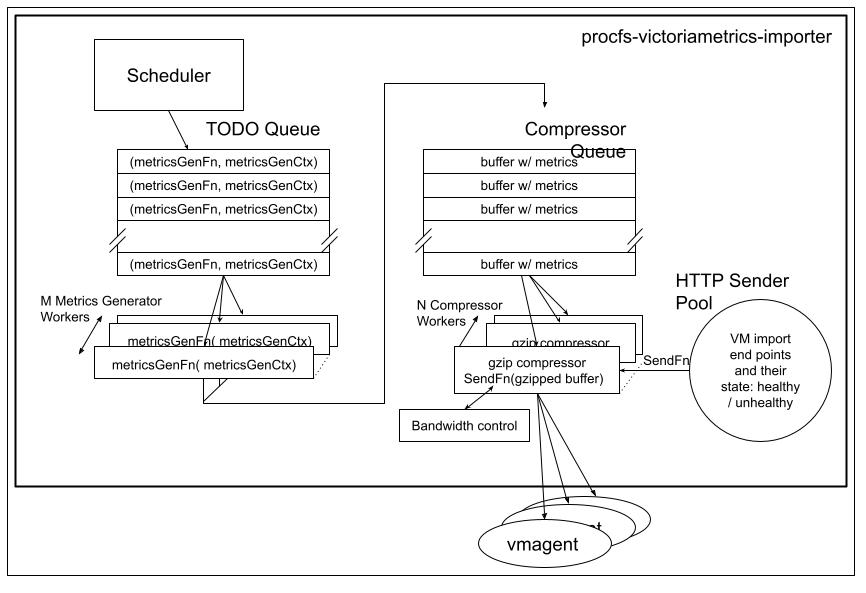 procfs-victoriametrics-importer
Scheduler
TODO Queue
(metricsGenFn, metricsGenCtx)
(metricsGenFn, metricsGenCtx)
(metricsGenFn, metricsGenCtx)
(metricsGenFn, metricsGenCtx)
M Metrics Generator
Workers
metricsGenFn( metricsGenCtx)
metricsGenFn( metricsGenCtx)
Compressor
Queue
buffer w/ metrics
buffer w/ metrics
buffer w/ metrics
buffer w/ metrics
N Compressor
Workers
gzip compressor
gzip compressor
SendFn(gzipped buffer)
Bandwidth control
SendFn
HTTP Sender
Pool
VM import
end points
and their
state: healthy
/ unhealthy
vmagent